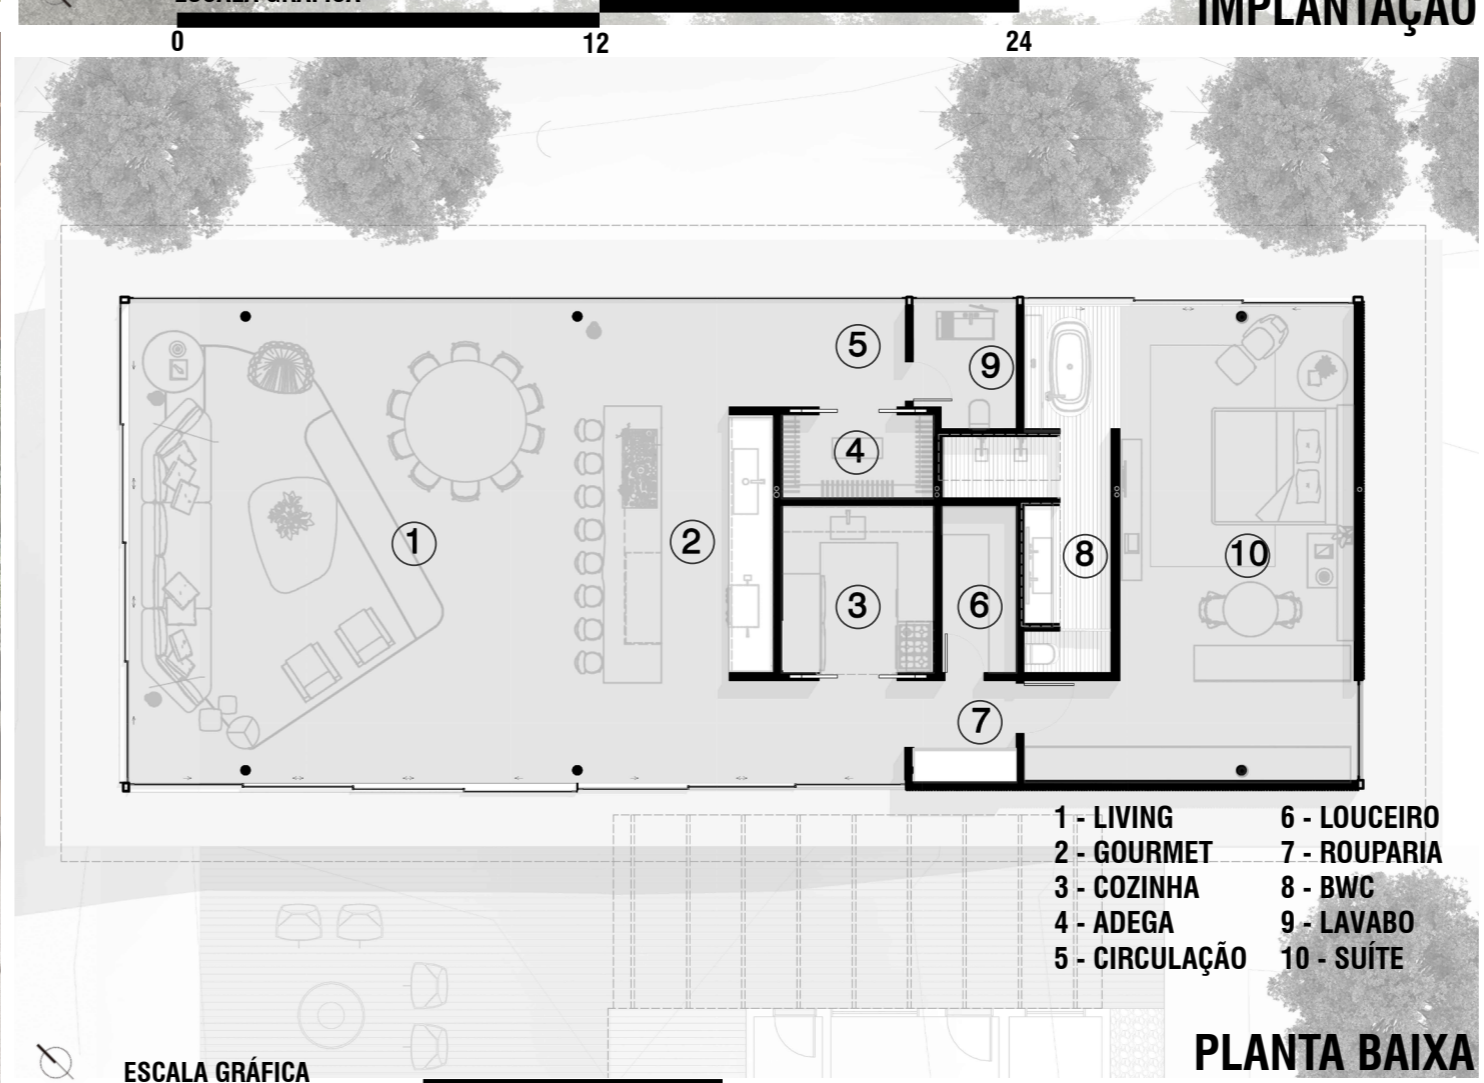 ESCALA GRÁFICA
IMPLANTAÇÃO
0 12 24
5
9
4
1
2
8
10
3
6
7
1 - LIVING
2 - GOURMET
3 - COZINHA
4 - ADEGA
5 - CIRCULAÇÃO
6 - LOUCEIRO
7 - ROUPARIA
8 - BWC
9 - LAVABO
10 - SUÍTE
PLANTA BAIXA
ESCALA GRÁFICA